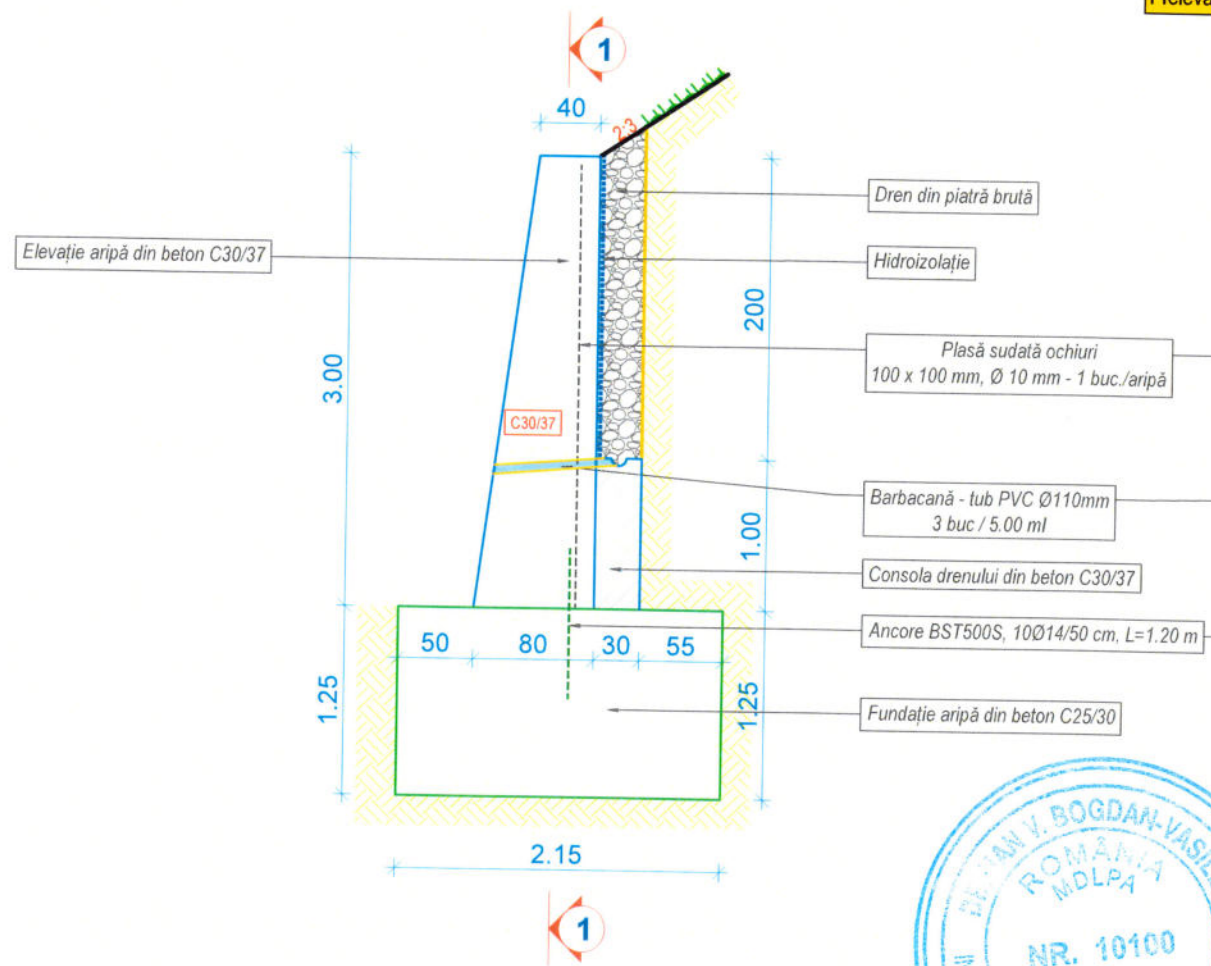 1
40
2:3
Dren din piatră brută
Elevație aripă din beton C30/37
Hidroizolație
200
3.00
Plasă sudată ochiuri
100 x 100 mm, Ø 10 mm - 1 buc./aripă
C30/37
Barbacană - tub PVC Ø110mm
3 buc / 5.00 ml
1.00
Consola drenului din beton C30/37
Ancore BST500S, 10Ø14/50 cm, L=1.20 m
50
80
30
55
1.25
1.25
Fundație aripă din beton C25/30
2.15
1
V. BOGDAN-VASILE
ROMÂNIA
MDLPA
NR. 10100